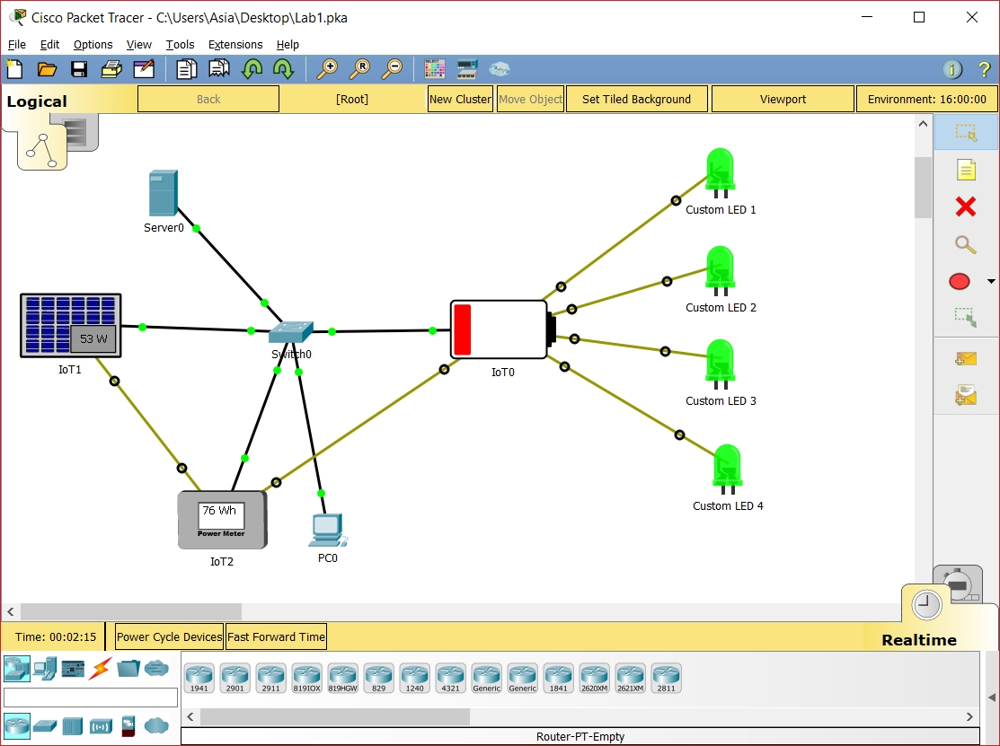 Cisco Packet Tracer - C:\Users\Asia\Desktop\Lab1.pka
File Edit Options View Tools Extensions Help
Logical Back [Root] New Cluster Move Object Set Tiled Background Viewport Environment: 16:00:00
Custom LED 1
Server0
Custom LED 2
53 W
IoT1
Switch0
IoT0
Custom LED 3
Custom LED 4
76 Wh
Power Meter
IoT2
PC0
Time: 00:02:15 Power Cycle Devices Fast Forward Time Realtime
1941 2901 2911 819IOX 819HGW 829 1240 4321 Generic Generic 1841 2620XM 2621XM 2811
Router-PT-Empty